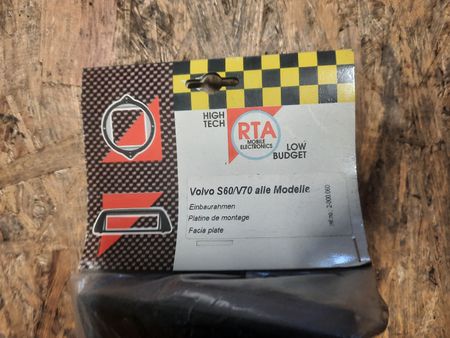 HIGH
TECH
RTA
MOBILE
ELECTRONICS
LOW
BUDGET
Volvo S60/V70 alle Modelle
Einbaurahmen
Platine de montage
Facia plate